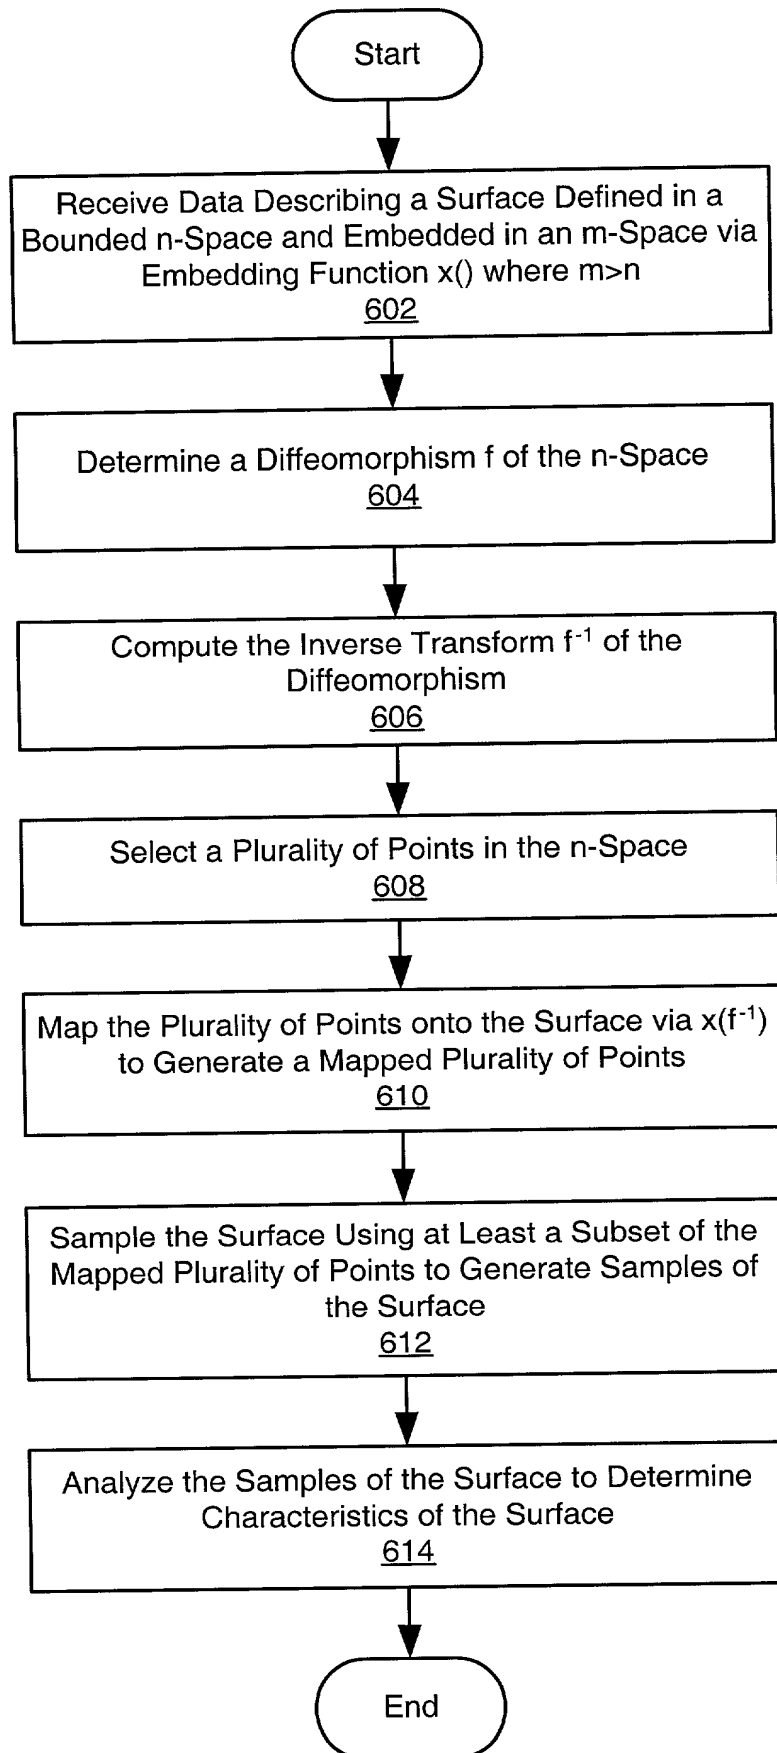 Start
Receive Data Describing a Surface Defined in a
Bounded n-Space and Embedded in an m-Space via
Embedding Function x() where m>n
602
Determine a Diffeomorphism f of the n-Space
604
Compute the Inverse Transform f⁻¹ of the
Diffeomorphism
606
Select a Plurality of Points in the n-Space
608
Map the Plurality of Points onto the Surface via x(f⁻¹)
to Generate a Mapped Plurality of Points
610
Sample the Surface Using at Least a Subset of the
Mapped Plurality of Points to Generate Samples of
the Surface
612
Analyze the Samples of the Surface to Determine
Characteristics of the Surface
614
End